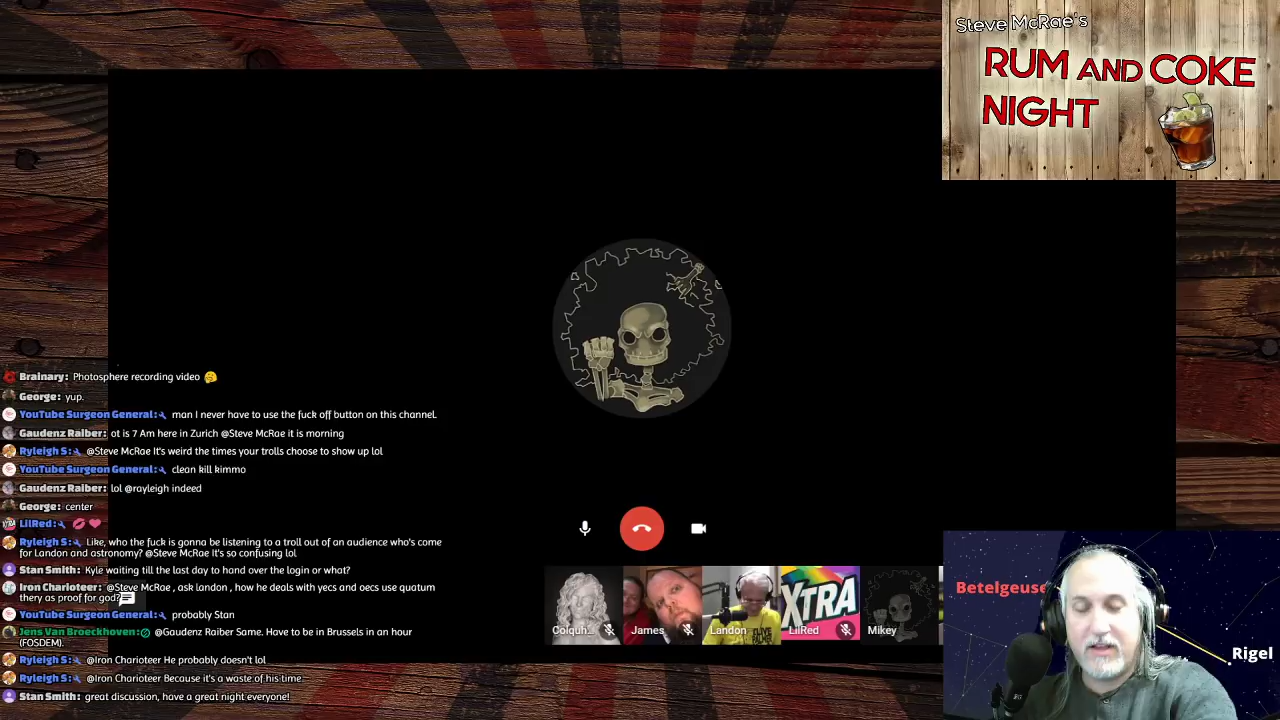 Steve McRae's
RUM AND COKE
NIGHT
Brainary: Photosphere recording video 🤗
George: yup.
YouTube Surgeon General: man I never have to use the fuck off button on this channeL
Gaudenz Raiber: ot is 7 Am here in Zurich @Steve McRae it is morning
Ryleigh S: @Steve McRae It's weird the times your trolls choose to show up lol
YouTube Surgeon General: clean kill kimmo
Gaudenz Raiber: lol @rayleigh indeed
George: center
LilRed: 💋 ❤
Ryleigh S: Like, who the fuck is gonna be listening to a troll out of an audience who's come
for Landon and astronomy? @Steve McRae It's so confusing lol
Stan Smith: Kyle waiting till the last day to hand over the login or what?
Iron Charioteer: @Steve McRae , ask landon , how he deals with yecs and oecs use quatum
thery as proof for god?
YouTube Surgeon General: probably Stan
Jens Van Broeckhoven: @Gaudenz Raiber Same. Have to be in Brussels in an hour
(FOSDEM).
Ryleigh S: @Iron Charioteer He probably doesn't lol
Ryleigh S: @Iron Charioteer Because it's a waste of his time
Stan Smith: great discussion, have a great night everyone!
Colquh...
James
Landon
XTRA
LilRed
Mikey
Betelgeuse
Rigel